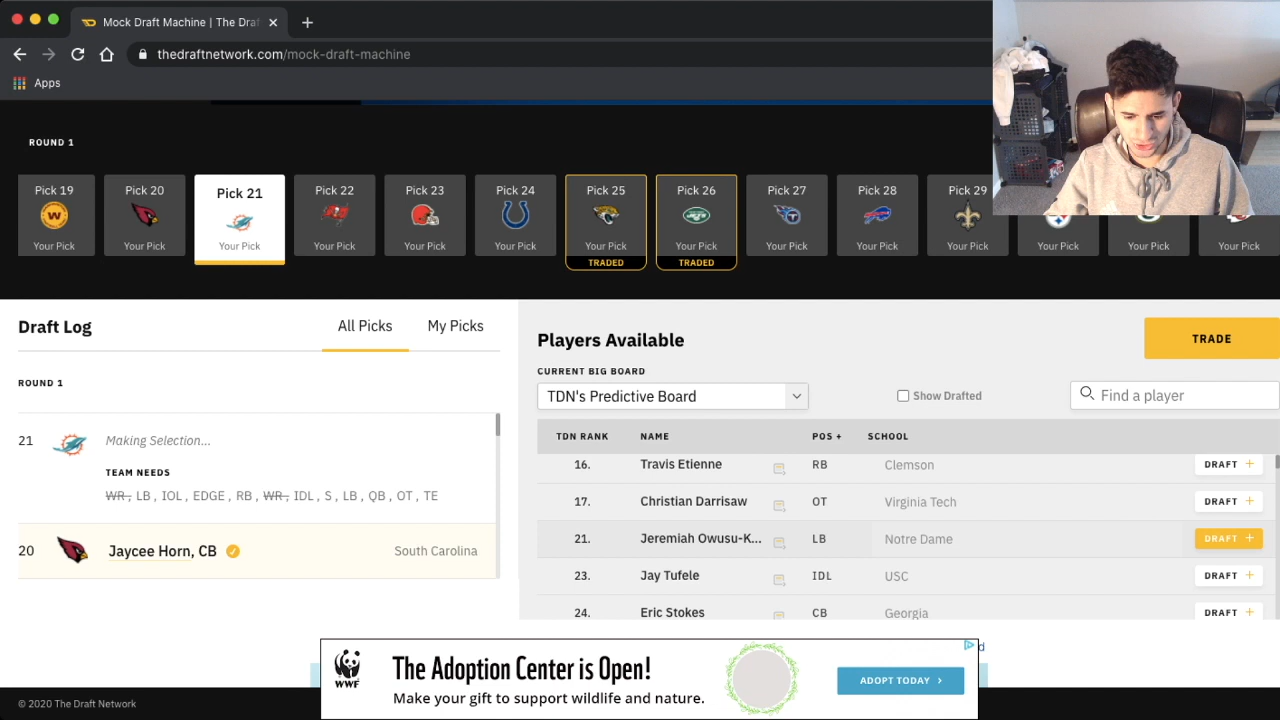 Mock Draft Machine | The Draf
thedraftnetwork.com/mock-draft-machine
Apps
ROUND 1
Pick 19 Pick 20 Pick 21 Pick 22 Pick 23 Pick 24 Pick 25 Pick 26 Pick 27 Pick 28 Pick 29
Your Pick Your Pick Your Pick Your Pick Your Pick Your Pick Your Pick Your Pick Your Pick Your Pick Your Pick Your Pick Your Pick Your Pick
TRADED TRADED
Draft Log All Picks My Picks
ROUND 1
21 Making Selection...
TEAM NEEDS
WR, LB, IOL, EDGE, RB, WR, IDL, S, LB, QB, OT, TE
20 Jaycee Horn, CB South Carolina
Players Available
TRADE
CURRENT BIG BOARD
TDN's Predictive Board
Show Drafted
Find a player
TDN RANK NAME POS + SCHOOL
16. Travis Etienne RB Clemson DRAFT +
17. Christian Darrisaw OT Virginia Tech DRAFT +
21. Jeremiah Owusu-K... LB Notre Dame DRAFT +
23. Jay Tufele IDL USC DRAFT +
24. Eric Stokes CB Georgia DRAFT +
WWF
The Adoption Center is Open!
Make your gift to support wildlife and nature.
ADOPT TODAY >
© 2020 The Draft Network